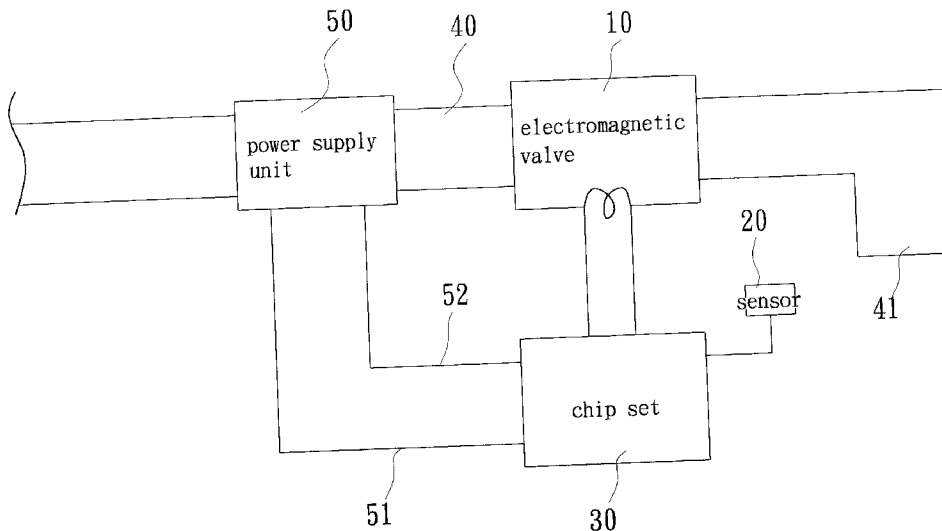 50
40
10
power supply
unit
electromagnetic
valve
20
sensor
41
52
chip set
51
30